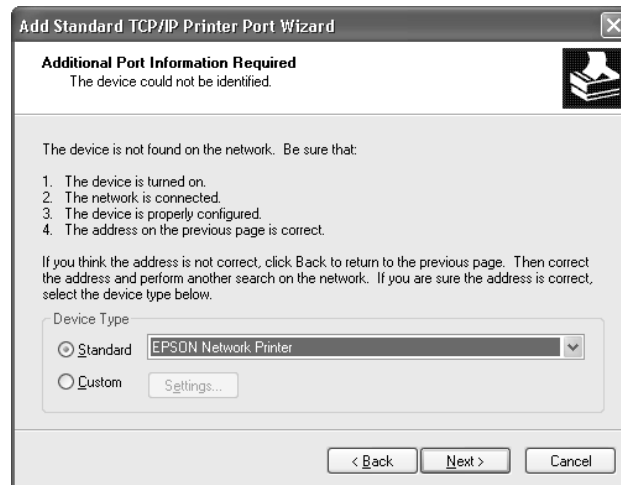 Add Standard TCP/IP Printer Port Wizard
Additional Port Information Required
The device could not be identified.
The device is not found on the network. Be sure that:
1. The device is turned on.
2. The network is connected.
3. The device is properly configured.
4. The address on the previous page is correct.
If you think the address is not correct, click Back to return to the previous page. Then correct
the address and perform another search on the network. If you are sure the address is correct,
select the device type below.
Device Type
Standard
EPSON Network Printer
Custom
Settings...
< Back
Next >
Cancel